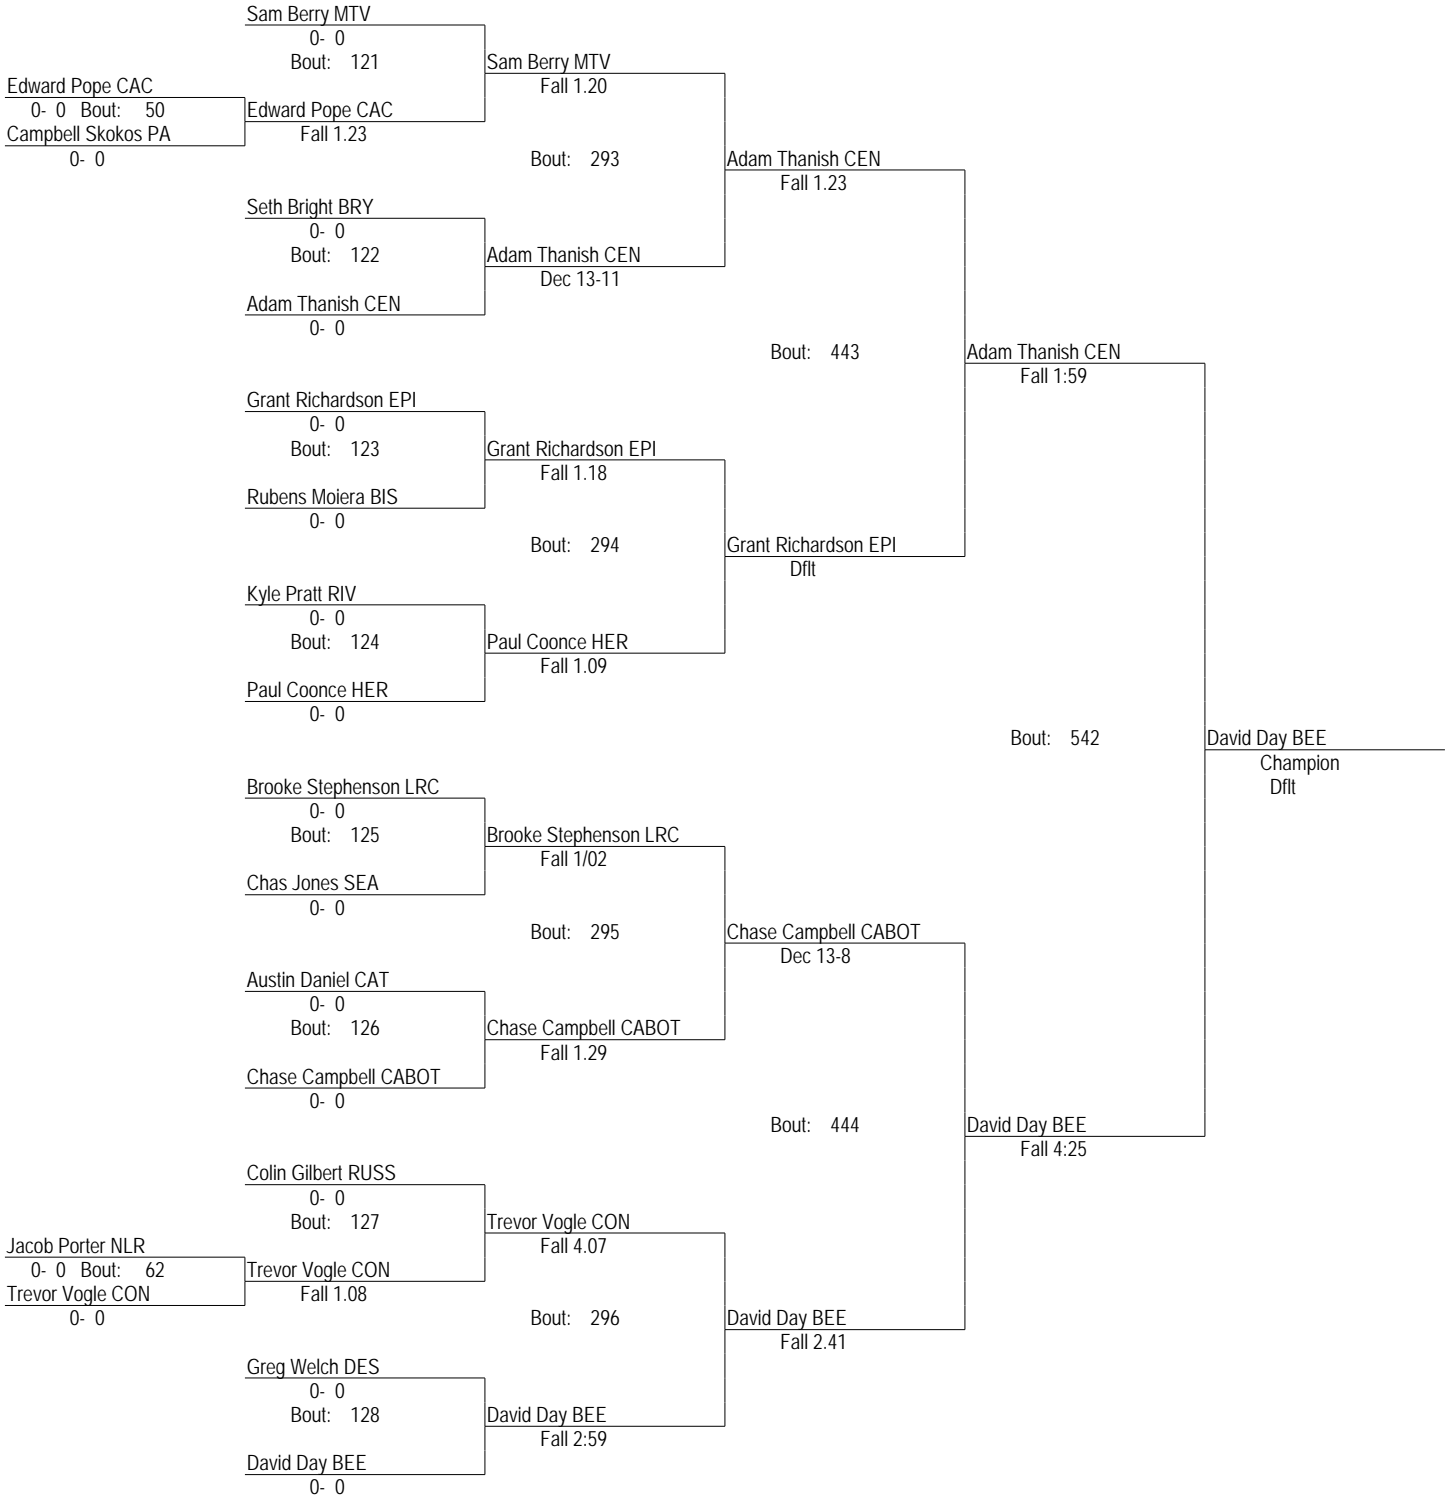 Sam Berry MTV
0- 0
Bout: 121
Sam Berry MTV
Fall 1.20
Edward Pope CAC
0- 0 Bout: 50
Edward Pope CAC
Fall 1.23
Campbell Skokos PA
0- 0
Bout: 293
Adam Thanish CEN
Fall 1.23
Seth Bright BRY
0- 0
Bout: 122
Adam Thanish CEN
Dec 13-11
Adam Thanish CEN
0- 0
Bout: 443
Adam Thanish CEN
Fall 1:59
Grant Richardson EPI
0- 0
Bout: 123
Grant Richardson EPI
Fall 1.18
Rubens Moiera BIS
0- 0
Bout: 294
Grant Richardson EPI
Dflt
Kyle Pratt RIV
0- 0
Bout: 124
Paul Coonce HER
Fall 1.09
Paul Coonce HER
0- 0
Bout: 542
David Day BEE
Champion
Dflt
Brooke Stephenson LRC
0- 0
Bout: 125
Brooke Stephenson LRC
Fall 1/02
Chas Jones SEA
0- 0
Bout: 295
Chase Campbell CABOT
Dec 13-8
Austin Daniel CAT
0- 0
Bout: 126
Chase Campbell CABOT
Fall 1.29
Chase Campbell CABOT
0- 0
Bout: 444
David Day BEE
Fall 4:25
Colin Gilbert RUSS
0- 0
Bout: 127
Trevor Vogle CON
Fall 4.07
Jacob Porter NLR
0- 0 Bout: 62
Trevor Vogle CON
Fall 1.08
Trevor Vogle CON
0- 0
Bout: 296
David Day BEE
Fall 2.41
Greg Welch DES
0- 0
Bout: 128
David Day BEE
Fall 2:59
David Day BEE
0- 0